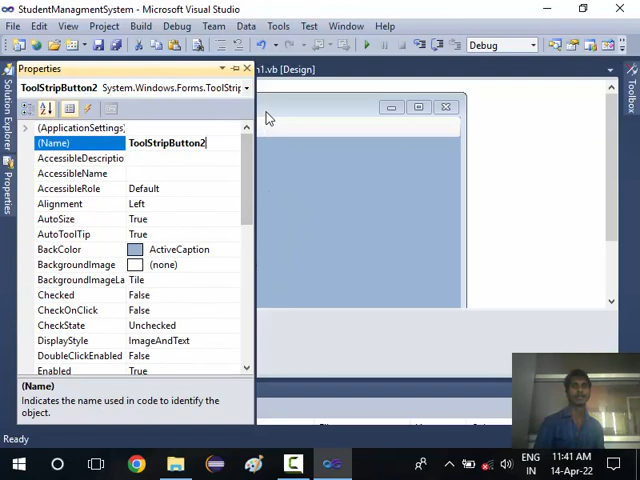 StudentManagmentSystem - Microsoft Visual Studio
File Edit View Project Build Debug Team Data Tools Test Window Help
Debug
Properties
m1.vb [Design]
ToolStripButton2 System.Windows.Forms.ToolStrip
Solution Explorer
Properties
Toolbox
(ApplicationSettings)
(Name) ToolStripButton2
AccessibleDescriptio
AccessibleName
AccessibleRole Default
Alignment Left
AutoSize True
AutoToolTip True
BackColor ActiveCaption
BackgroundImage (none)
BackgroundImageLa Tile
Checked False
CheckOnClick False
CheckState Unchecked
DisplayStyle ImageAndText
DoubleClickEnabled False
Enabled True
(Name)
Indicates the name used in code to identify the
object.
Ready
ENG
IN
11:41 AM
14-Apr-22